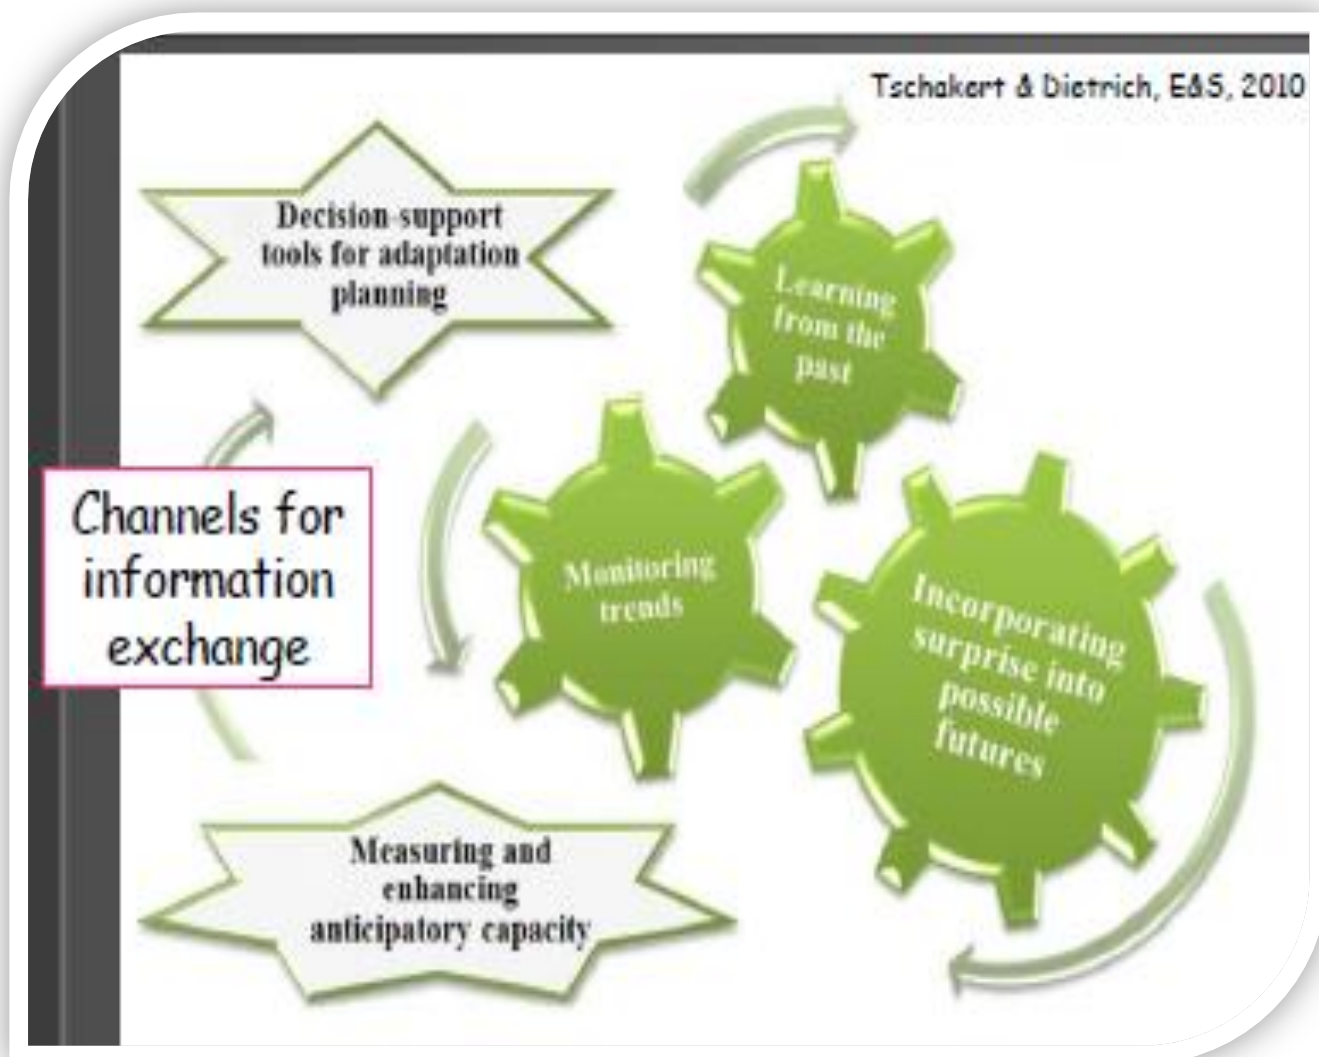 Tschakert & Dietrich, E&S, 2010
Decision-support
tools for adaptation
planning
Learning
from the
past
Channels for
information
exchange
Monitoring
trends
Incorporating
surprise into
possible
futures
Measuring and
enhancing
anticipatory capacity